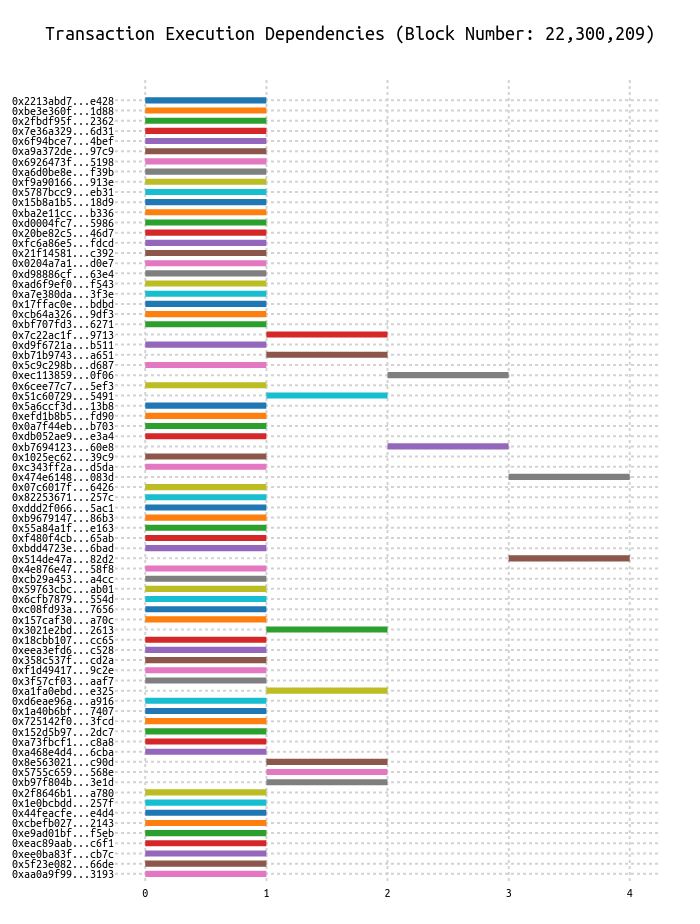 Transaction Execution Dependencies (Block Number: 22,300,209)
0x2213abd7...e428
0xbe3e360f...1d88
0x2fbdf95f...2362
0x7e36a329...6d31
0x6f94bce7...4bef
0xa9a372de...97c9
0x6926473f...5198
0xa6d0be8e...f39b
0xf9a90166...913e
0x5787bcc9...eb31
0x15b8a1b5...18d9
0xba2e11cc...b336
0xd0004fc7...5986
0x20be82c5...46d7
0xfc6a86e5...fdcd
0x21f14581...c392
0x0204a7a1...d0e7
0xd98886cf...63e4
0xad6f9ef0...f543
0xa7e380da...3f3e
0x17ffac0e...bdbd
0xcb64a326...9df3
0xbf707fd3...6271
0x7c22ac1f...9713
0xd9f6721a...b511
0xb71b9743...a651
0x5c9c298b...d687
0xec113859...0f06
0x6cee77c7...5ef3
0x51c60729...5491
0x5a6ccf3d...13b8
0xefd1b8b5...fd90
0x0a7f44eb...b703
0xdb052ae9...e3a4
0xb7694123...60e8
0x1025ec62...39c9
0xc343ff2a...d5da
0x474e6148...083d
0x07c6017f...6426
0x82253671...257c
0xddd2f066...5ac1
0xb9679147...86b3
0x55a84a1f...e163
0xf480f4cb...65ab
0xbdd4723e...6bad
0x514de47a...82d2
0x4e876e47...58f8
0xcb29a453...a4cc
0x59763cbc...ab01
0x6cfb7879...554d
0xc08fd93a...7656
0x157caf30...a70c
0x3021e2bd...2613
0x18cbb107...cc65
0xeea3efd6...c528
0x358c537f...cd2a
0xf1d49417...9c2e
0x3f57cf03...aaf7
0xa1fa0ebd...e325
0xd6eae96a...a916
0x1a40b6bf...7407
0x725142f0...3fcd
0x152d5b97...2dc7
0xa73fbcf1...c8a8
0xa468e4d4...6cba
0x8e563021...c90d
0x5755c659...568e
0xb97f804b...3e1d
0x2f8646b1...a780
0x1e0bcbdd...257f
0x44feacfe...e4d4
0xcbefb027...2143
0xe9ad01bf...f5eb
0xeac89aab...c6f1
0xee0ba83f...cb7c
0x5f23e082...66de
0xaa0a9f99...3193
0 1 2 3 4